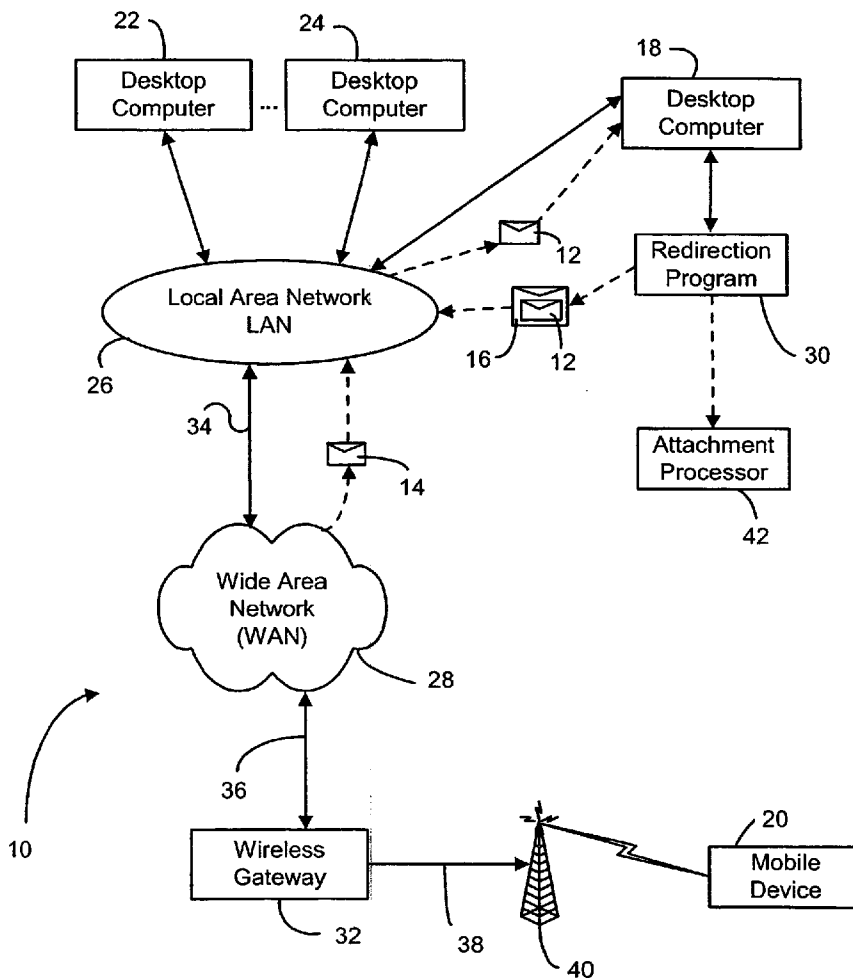 22
24
18
Desktop
Computer
...
Desktop
Computer
Desktop
Computer
12
Redirection
Program
Local Area Network
LAN
16
12
30
26
34
14
Attachment
Processor
42
Wide Area
Network
(WAN)
28
36
10
20
Wireless
Gateway
Mobile
Device
32
38
40